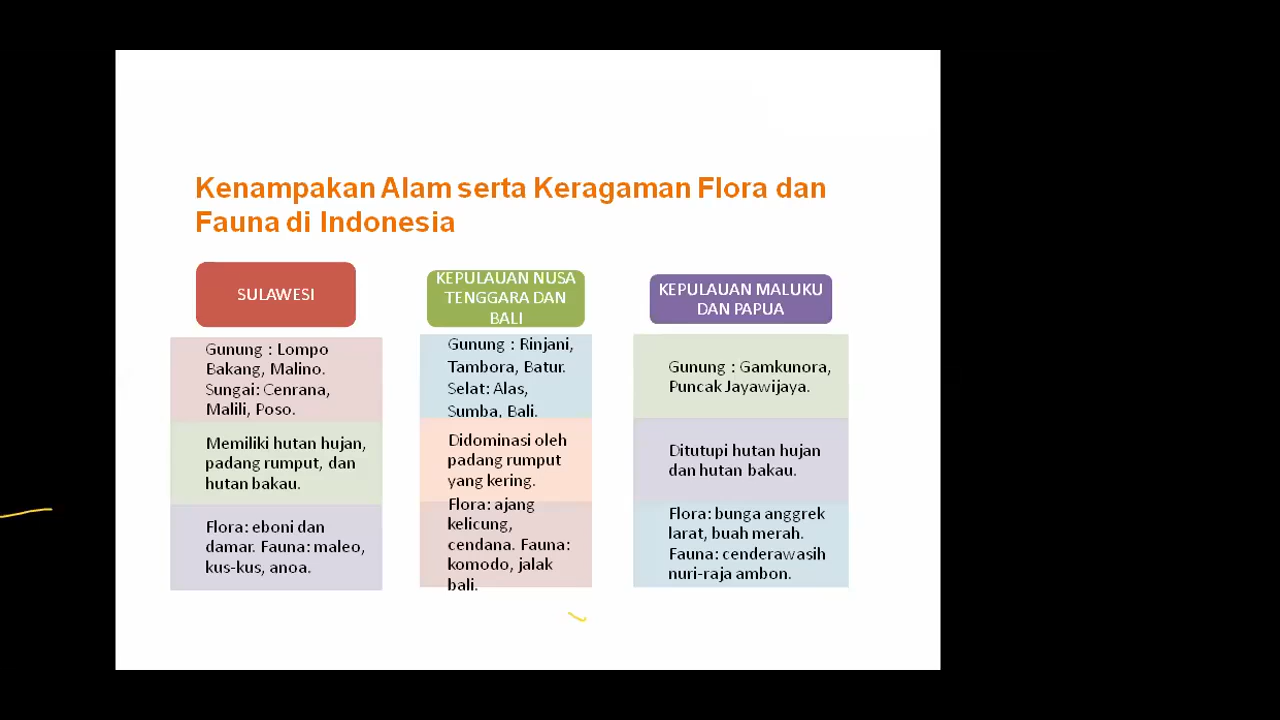 Kenampakan Alam serta Keragaman Flora dan
Fauna di Indonesia
SULAWESI
Gunung : Lompo
Bakang, Malino.
Sungai: Cenrana,
Malili, Poso.
Memiliki hutan hujan,
padang rumput, dan
hutan bakau.
Flora: eboni dan
damar. Fauna: maleo,
kus-kus, anoa.
KEPULAUAN NUSA
TENGGARA DAN
BALI
Gunung : Rinjani,
Tambora, Batur.
Selat: Alas,
Sumba, Bali.
Didominasi oleh
padang rumput
yang kering.
Flora: ajang
kelicung,
cendana. Fauna:
komodo, jalak
bali.
KEPULAUAN MALUKU
DAN PAPUA
Gunung : Gamkunora,
Puncak Jayawijaya.
Ditutupi hutan hujan
dan hutan bakau.
Flora: bunga anggrek
larat, buah merah.
Fauna: cenderawasih
nuri-raja ambon.